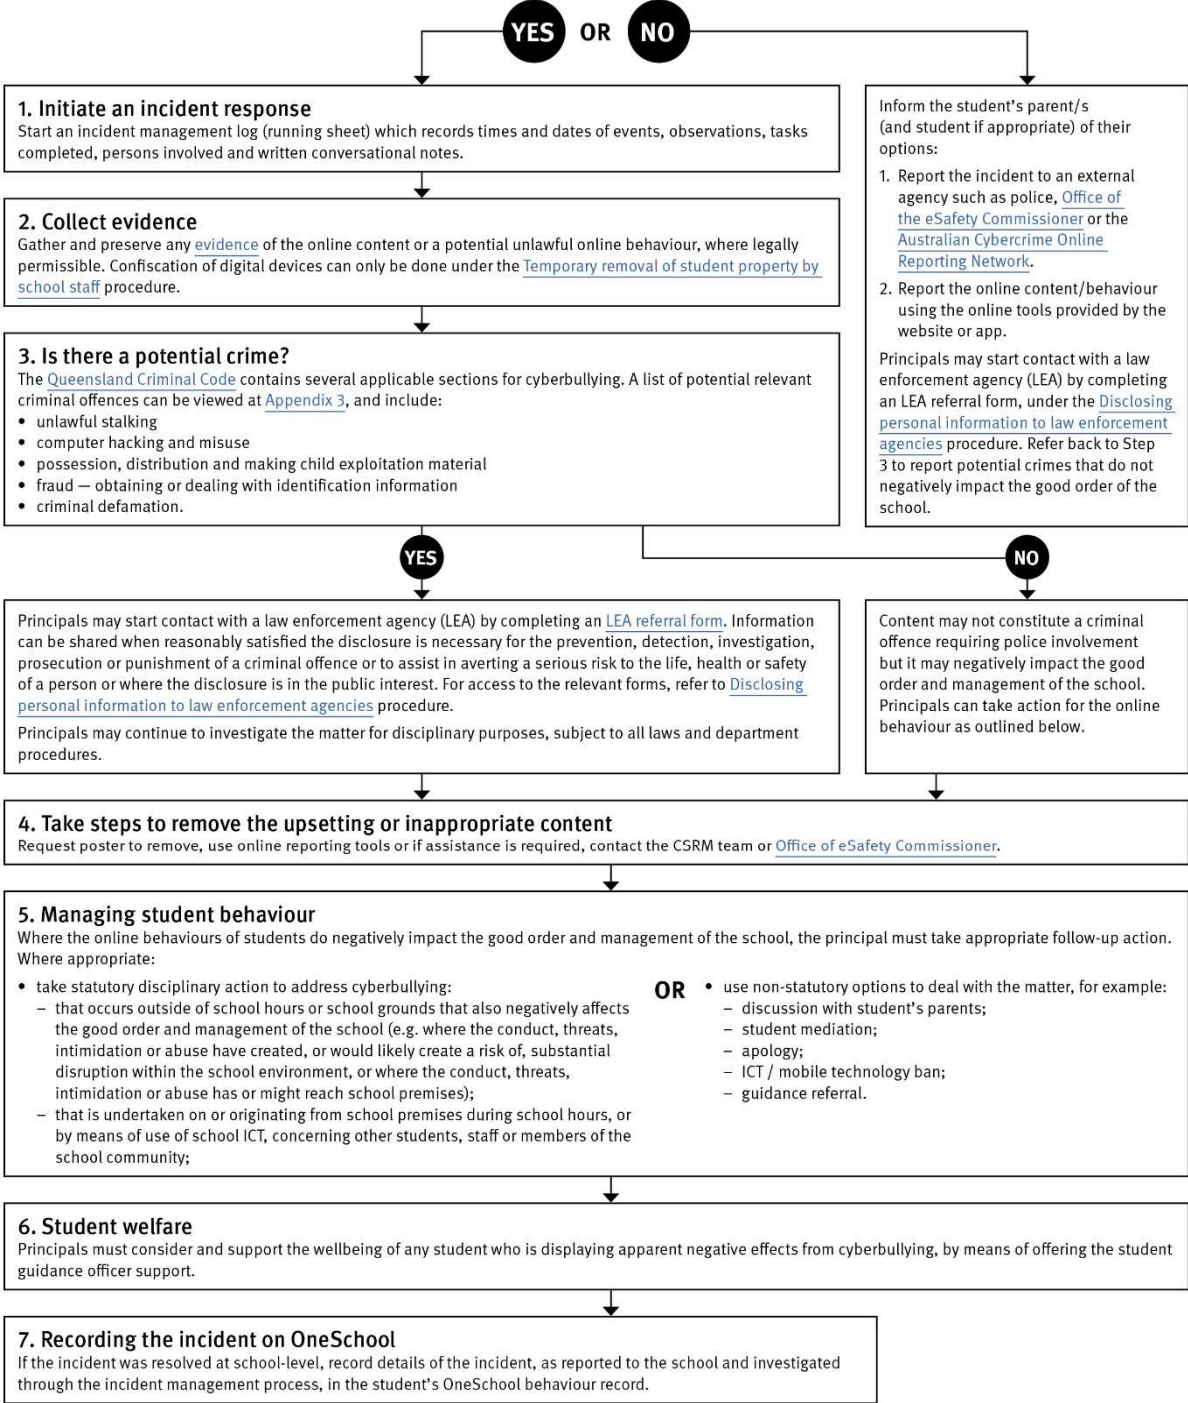 YES OR NO
1. Initiate an incident response
Start an incident management log (running sheet) which records times and dates of events, observations, tasks
completed, persons involved and written conversational notes.
2. Collect evidence
Gather and preserve any evidence of the online content or a potential unlawful online behaviour, where legally
permissible. Confiscation of digital devices can only be done under the Temporary removal of student property by
school staff procedure.
3. Is there a potential crime?
The Queensland Criminal Code contains several applicable sections for cyberbullying. A list of potential relevant
criminal offences can be viewed at Appendix 3, and include:
• unlawful stalking
• computer hacking and misuse
• possession, distribution and making child exploitation material
• fraud — obtaining or dealing with identification information
• criminal defamation.
Inform the student's parent/s
(and student if appropriate) of their
options:
1. Report the incident to an external
agency such as police, Office of
the eSafety Commissioner or the
Australian Cybercrime Online
Reporting Network.
2. Report the online content/behaviour
using the online tools provided by the
website or app.
Principals may start contact with a law
enforcement agency (LEA) by completing
an LEA referral form, under the Disclosing
personal information to law enforcement
agencies procedure. Refer back to Step
3 to report potential crimes that do not
negatively impact the good order of the
school.
YES
NO
Principals may start contact with a law enforcement agency (LEA) by completing an LEA referral form. Information
can be shared when reasonably satisfied the disclosure is necessary for the prevention, detection, investigation,
prosecution or punishment of a criminal offence or to assist in averting a serious risk to the life, health or safety
of a person or where the disclosure is in the public interest. For access to the relevant forms, refer to Disclosing
personal information to law enforcement agencies procedure.
Principals may continue to investigate the matter for disciplinary purposes, subject to all laws and department
procedures.
Content may not constitute a criminal
offence requiring police involvement
but it may negatively impact the good
order and management of the school.
Principals can take action for the online
behaviour as outlined below.
4. Take steps to remove the upsetting or inappropriate content
Request poster to remove, use online reporting tools or if assistance is required, contact the CSRM team or Office of eSafety Commissioner.
5. Managing student behaviour
Where the online behaviours of students do negatively impact the good order and management of the school, the principal must take appropriate follow-up action.
Where appropriate:
• take statutory disciplinary action to address cyberbullying:
– that occurs outside of school hours or school grounds that also negatively affects
the good order and management of the school (e.g. where the conduct, threats,
intimidation or abuse have created, or would likely create a risk of, substantial
disruption within the school environment, or where the conduct, threats,
intimidation or abuse has or might reach school premises);
– that is undertaken on or originating from school premises during school hours, or
by means of use of school ICT, concerning other students, staff or members of the
school community;
OR
• use non-statutory options to deal with the matter, for example:
– discussion with student's parents;
– student mediation;
– apology;
– ICT / mobile technology ban;
– guidance referral.
6. Student welfare
Principals must consider and support the wellbeing of any student who is displaying apparent negative effects from cyberbullying, by means of offering the student
guidance officer support.
7. Recording the incident on OneSchool
If the incident was resolved at school-level, record details of the incident, as reported to the school and investigated
through the incident management process, in the student's OneSchool behaviour record.